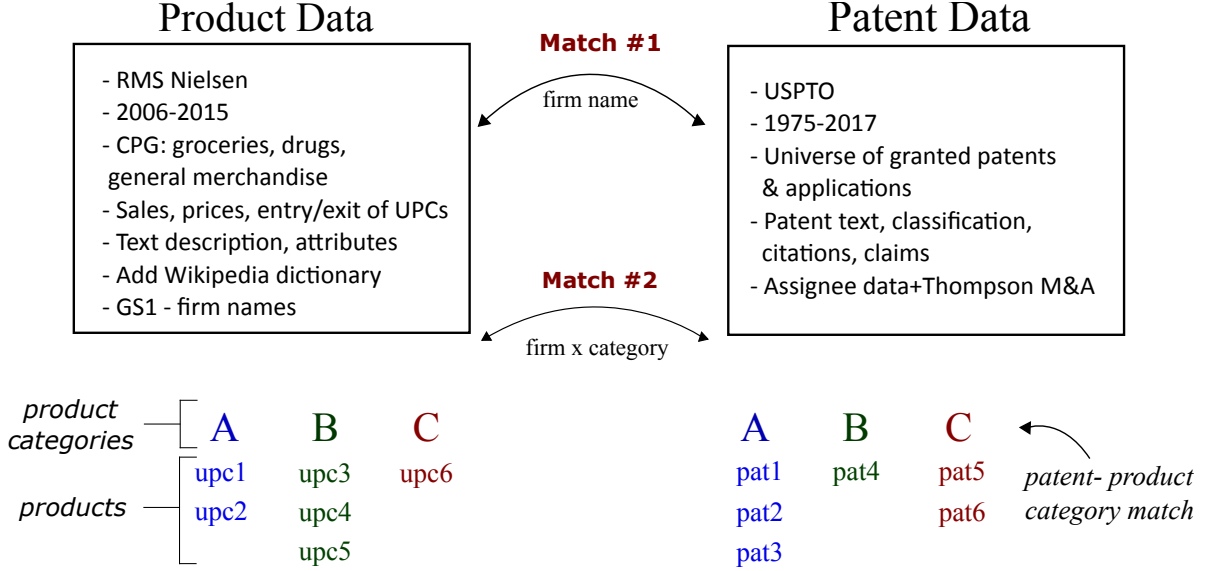 Product Data
- RMS Nielsen
- 2006-2015
- CPG: groceries, drugs,
general merchandise
- Sales, prices, entry/exit of UPCs
- Text description, attributes
- Add Wikipedia dictionary
- GS1 - firm names
Match #1
firm name
Match #2
firm x category
Patent Data
- USPTO
- 1975-2017
- Universe of granted patents
& applications
- Patent text, classification,
citations, claims
- Assignee data+Thompson M&A
product
categories
A B C
products
upc1 upc3 upc6
upc2 upc4
upc5
A B C
pat1 pat4 pat5
pat2 pat6
pat3
patent- product
category match